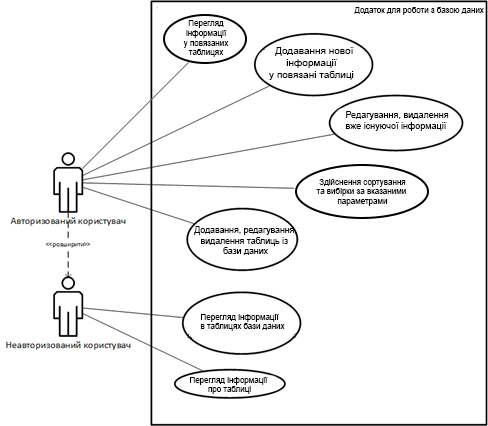 Додаток для роботи з базою даних
Перегляд
інформації
у повязаних
таблицях
Додавання нової
інформації
у повязані таблиці
Редагування, видалення
вже існуючої інформації
Здійснення сортування
та вибірки за вказаними
параметрами
Авторизований користувач
Додавання, редагування
видалення таблиць із
бази даних
<<розширити>>
Перегляд інформації
в таблицях бази даних
Неавторизований користувач
Перегляд інформації
про таблиці